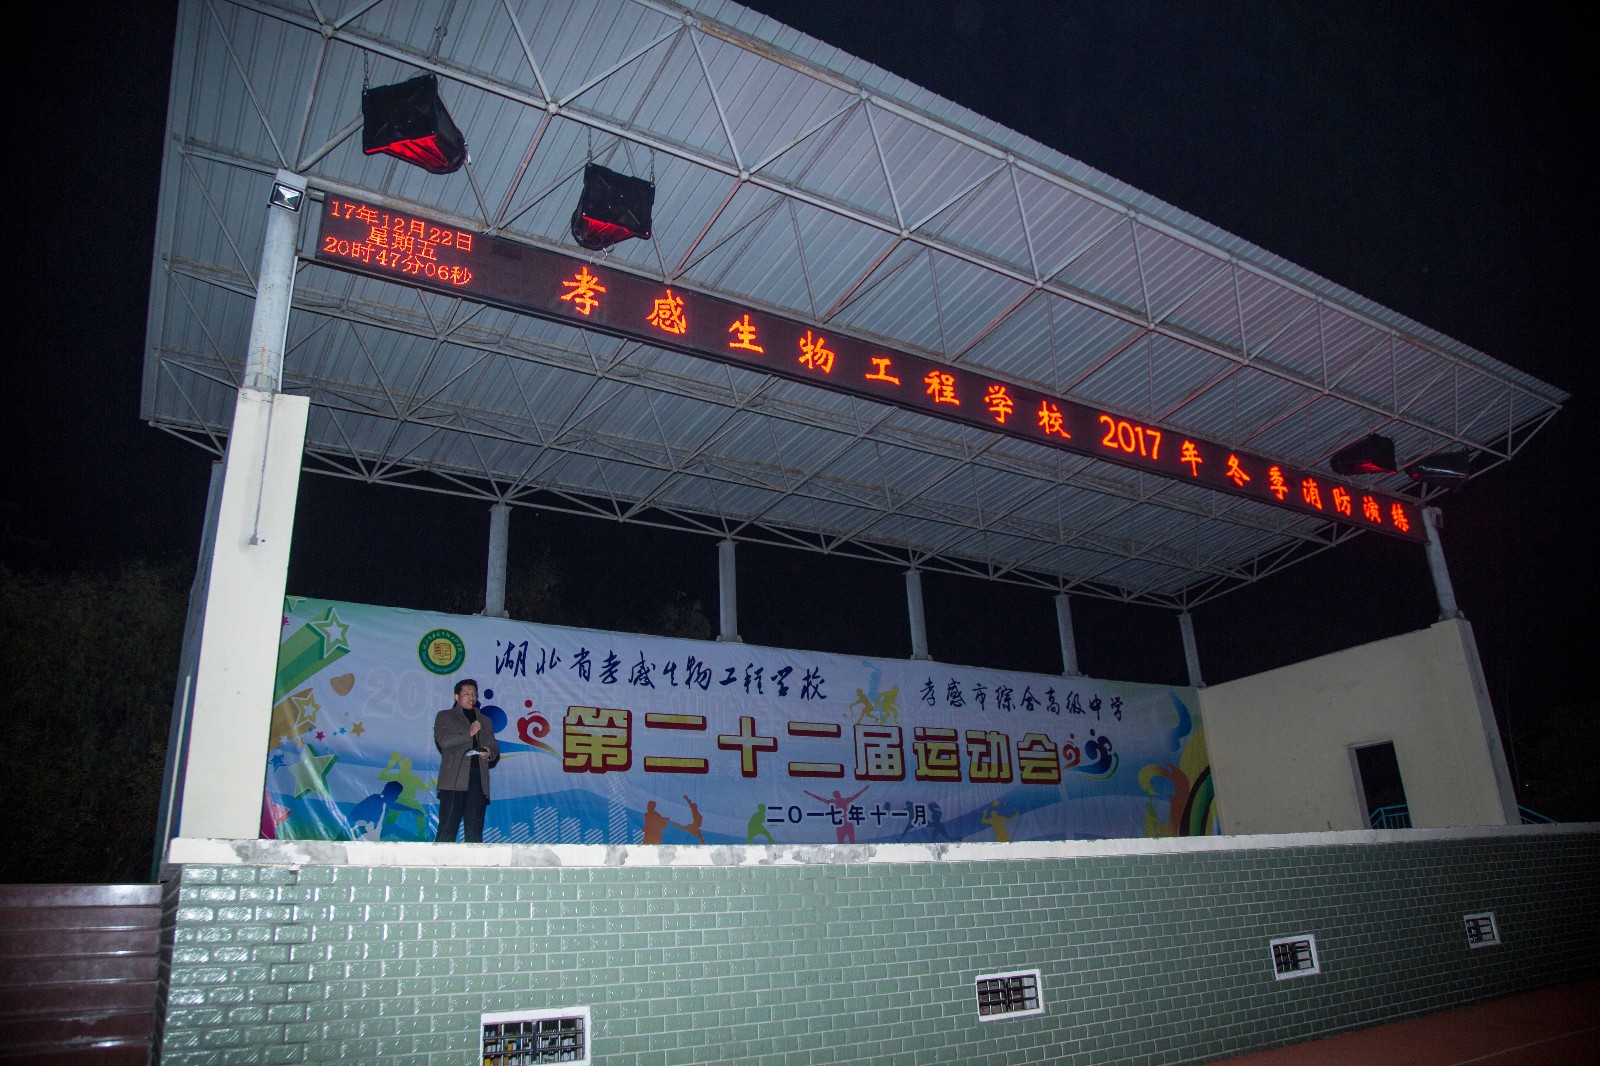 17年12月22日
星期五
20时47分06秒
孝感生物工程学校2017年冬季消防演练
湖北省孝感生物工程学校
孝感市综合高级中学
第二十二届运动会
二〇一七年十一月